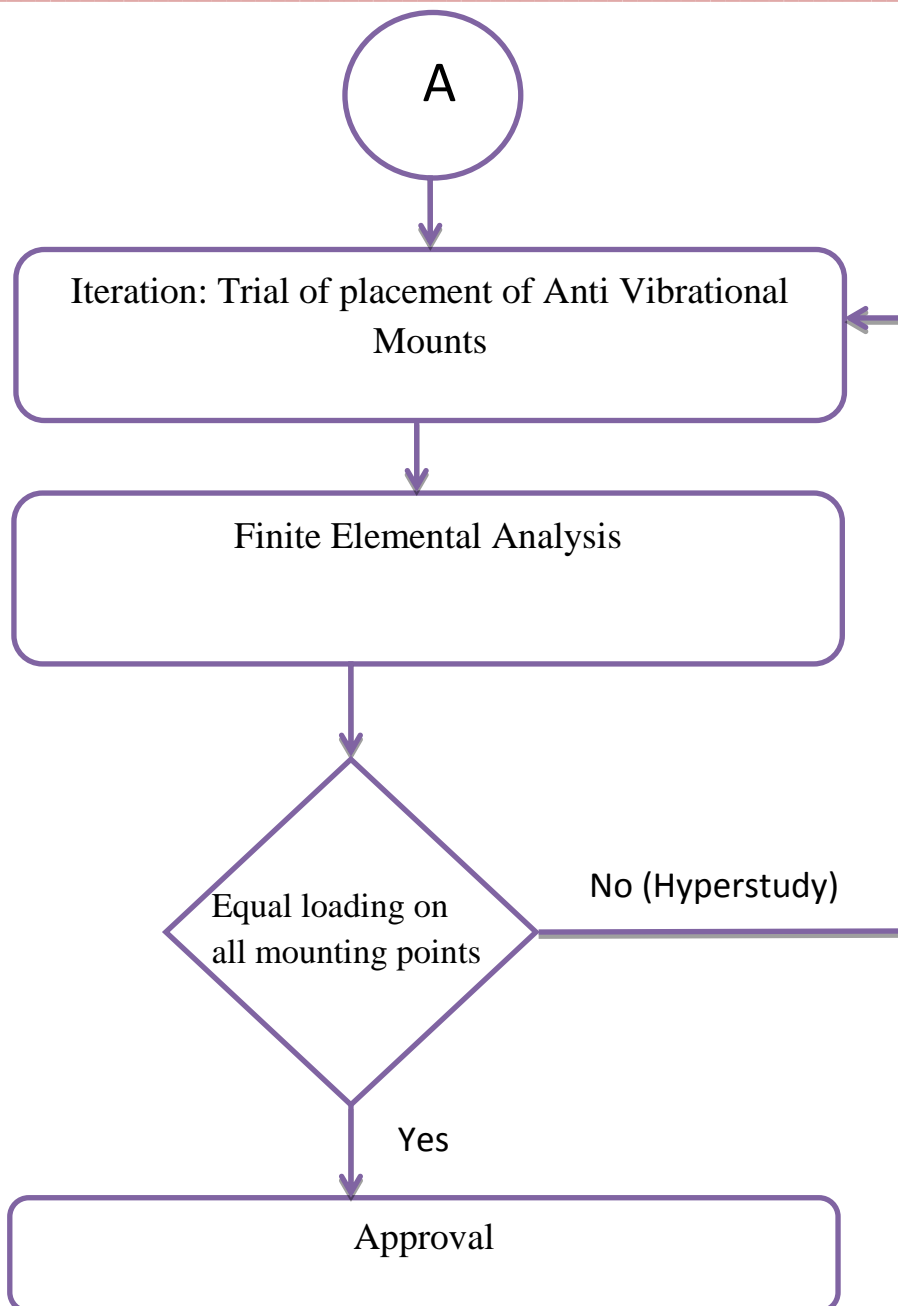 A
Iteration: Trial of placement of Anti Vibrational
Mounts
Finite Elemental Analysis
Equal loading on
all mounting points
No (Hyperstudy)
Yes
Approval